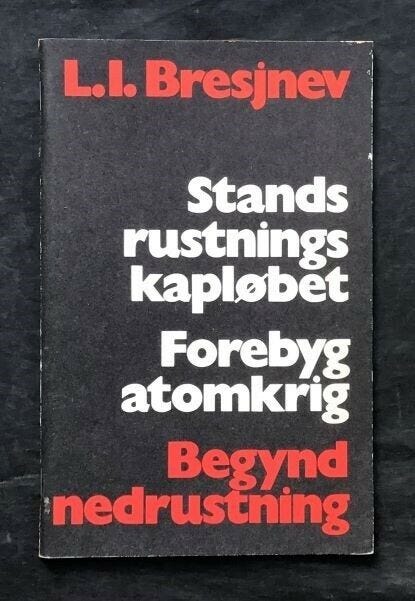 L.I. Bresjnev
Stands
rustnings
kapløbet
Forebyg
atomkrig
Begynd
nedrustning